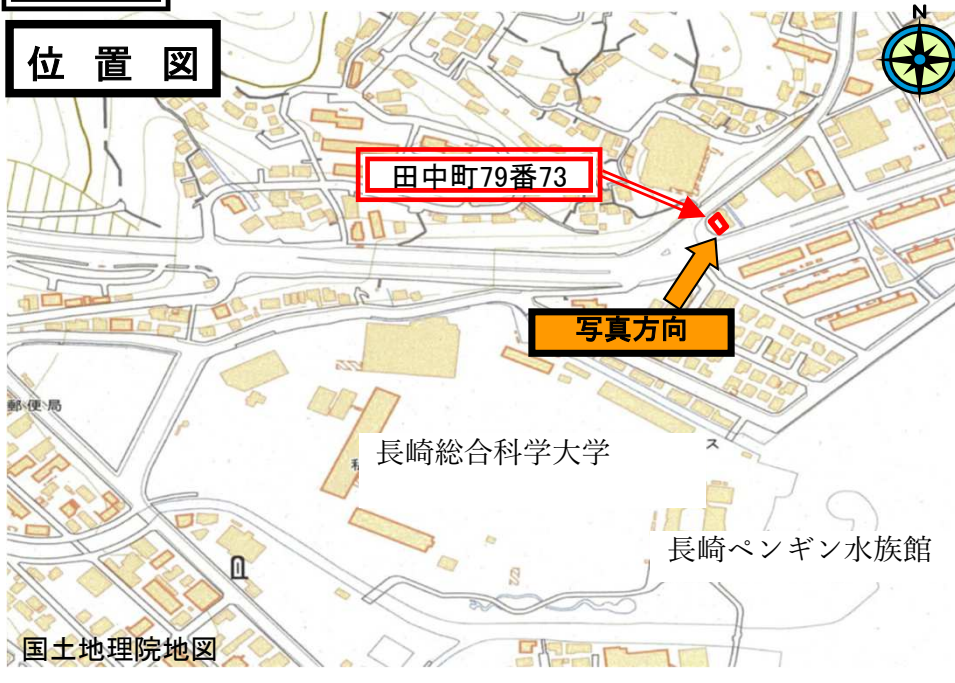 位置図
N
田中町79番73
写真方向
郵便局
長崎総合科学大学
ス
長崎ペンギン水族館
国土地理院地図